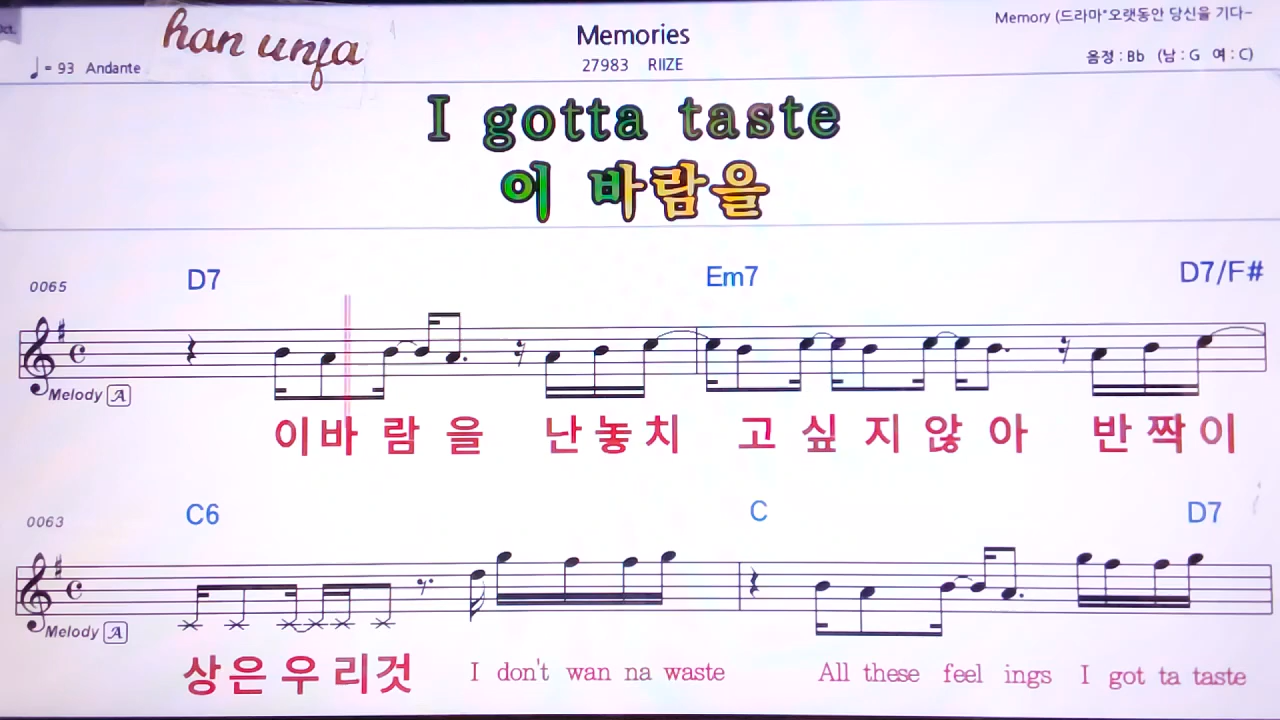 Oct.
han unja
Memories
Memory (드라마"오랫동안 당신을 기다~
♩= 93 Andante
27983 RIIZE
음정 : Bb (남 : G 여 : C)
I gotta taste
이 바람을
0065 D7 Em7 D7/F#
Melody A
이바 람 을 난놓치 고 싶 지 않 아 반 짝 이
0063 C6 C D7
Melody A
상은 우 리것 I don't wan na waste All these feel ings I got ta taste